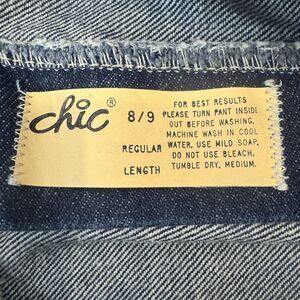 chic®
8/9
REGULAR
LENGTH
FOR BEST RESULTS
PLEASE TURN PANT INSIDE
OUT BEFORE WASHING.
MACHINE WASH IN COOL
WATER, USE MILD SOAP,
DO NOT USE BLEACH.
TUMBLE DRY, MEDIUM.